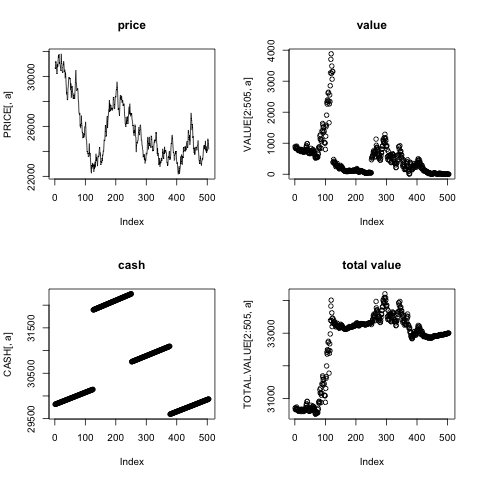 price
PRICE[, a]
22000 24000 26000 30000
0 100 200 300 400 500
Index
value
VALUE[2:505, a]
0 1000 2000 3000 4000
0 100 200 300 400 500
Index
cash
CASH[, a]
29500 30500 31500
0 100 200 300 400 500
Index
total value
TOTAL.VALUE[2:505, a]
31000 33000
0 100 200 300 400 500
Index